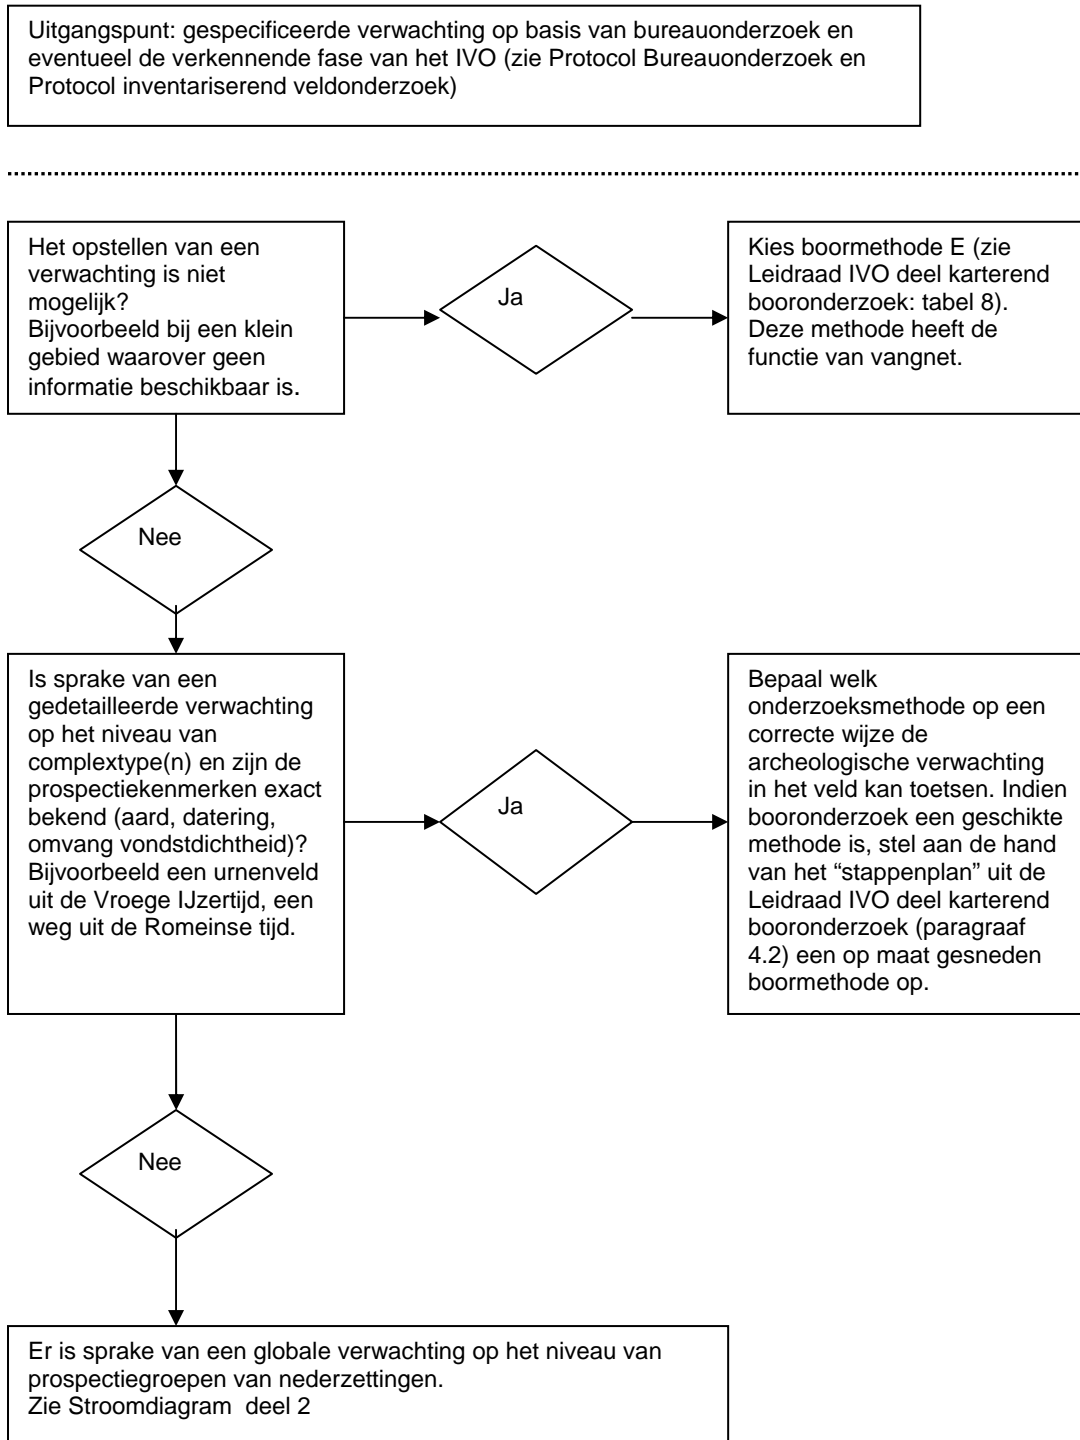 Uitgangspunt: gespecificeerde verwachting op basis van bureauonderzoek en
eventueel de verkennende fase van het IVO (zie Protocol Bureauonderzoek en
Protocol inventariserend veldonderzoek)
Het opstellen van een
verwachting is niet
mogelijk?
Bijvoorbeeld bij een klein
gebied waarover geen
informatie beschikbaar is.
Ja
Kies boormethode E (zie
Leidraad IVO deel karterend
booronderzoek: tabel 8).
Deze methode heeft de
functie van vangnet.
Nee
Is sprake van een
gedetailleerde verwachting
op het niveau van
complextype(n) en zijn de
prospectiekenmerken exact
bekend (aard, datering,
omvang vondstdichtheid)?
Bijvoorbeeld een urnenveld
uit de Vroege IJzertijd, een
weg uit de Romeinse tijd.
Ja
Bepaal welk
onderzoeksmethode op een
correcte wijze de
archeologische verwachting
in het veld kan toetsen. Indien
booronderzoek een geschikte
methode is, stel aan de hand
van het “stappenplan” uit de
Leidraad IVO deel karterend
booronderzoek (paragraaf
4.2) een op maat gesneden
boormethode op.
Nee
Er is sprake van een globale verwachting op het niveau van
prospectiegroepen van nederzettingen.
Zie Stroomdiagram  deel 2